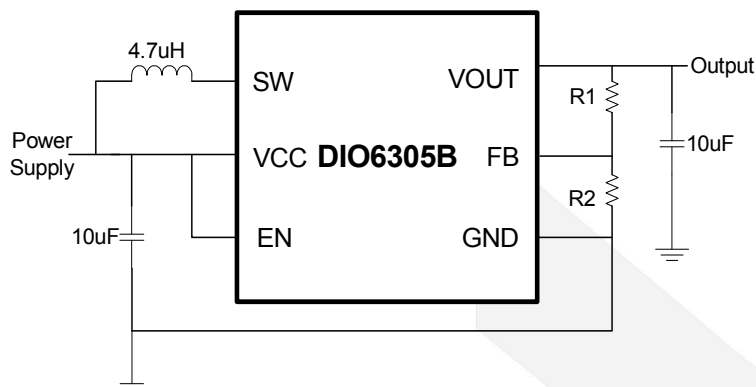 4.7uH
SW
VOUT
Output
R1
Power
Supply
VCC
DIO6305B
FB
10uF
R2
10uF
EN
GND